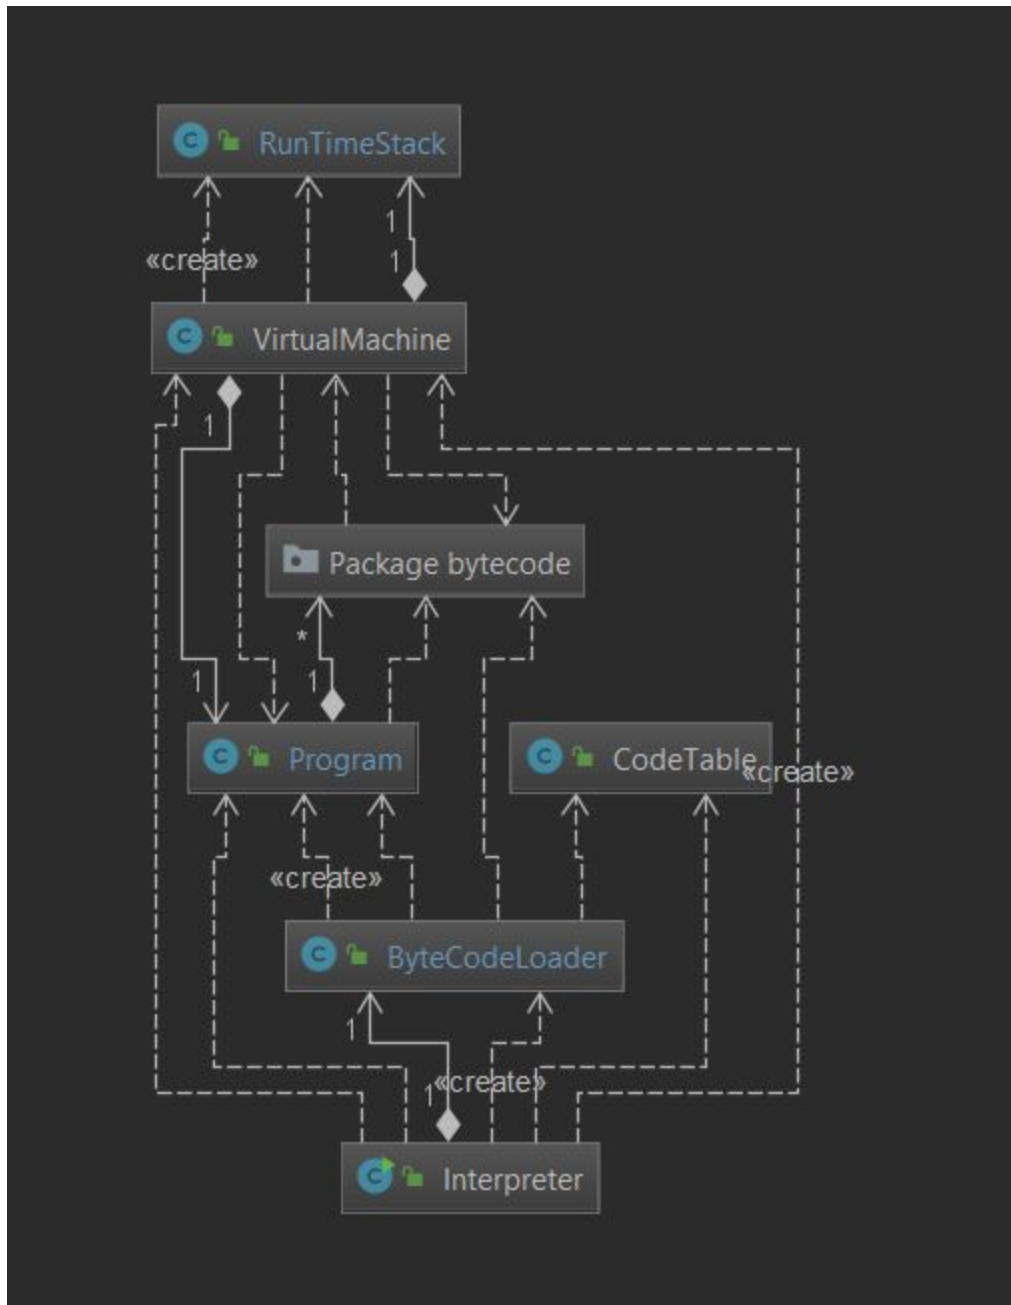 RunTimeStack
1
«create»
1
VirtualMachine
1
Package bytecode
*
1
1
Program
CodeTable
«create»
«create»
ByteCodeLoader
1
«create»
1
Interpreter